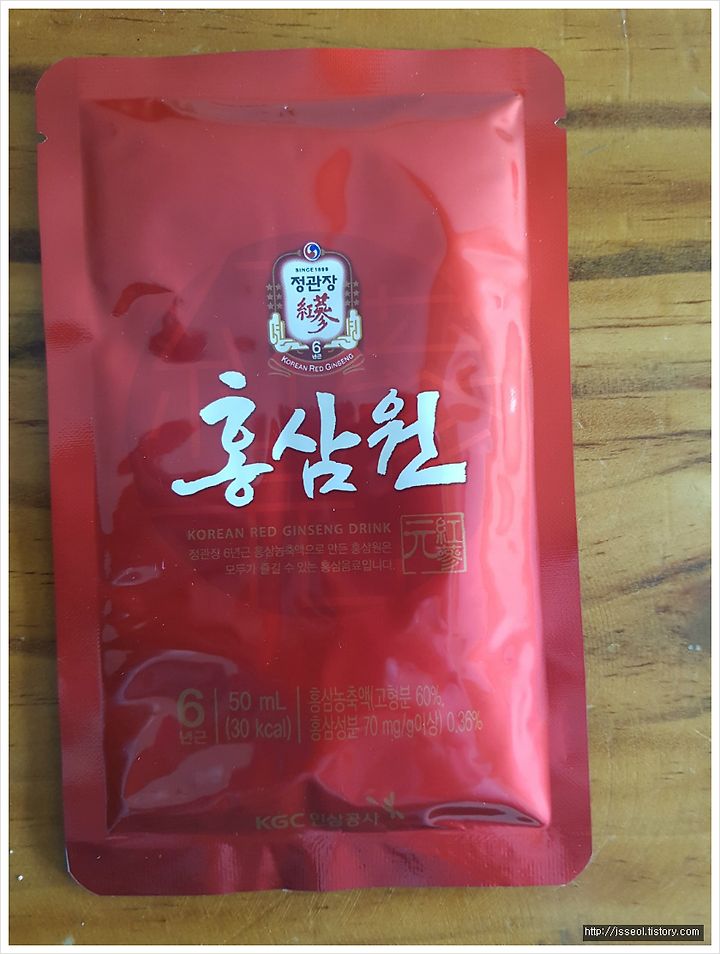 SINCE 1899
정관장
紅蔘
6
년근
KOREAN RED GINSENG
홍삼원
KOREAN RED GINSENG DRINK
정관장 6년근 홍삼농축액으로 만든 홍삼원은
모두가 즐길 수 있는 홍삼음료입니다.
元 紅蔘
6
년근
50 mL
(30 kcal)
홍삼농축액(고형분 60%,
홍삼성분 70 mg/g이상) 0.36%
KGC 인삼공사
http://jsseol.tistory.com